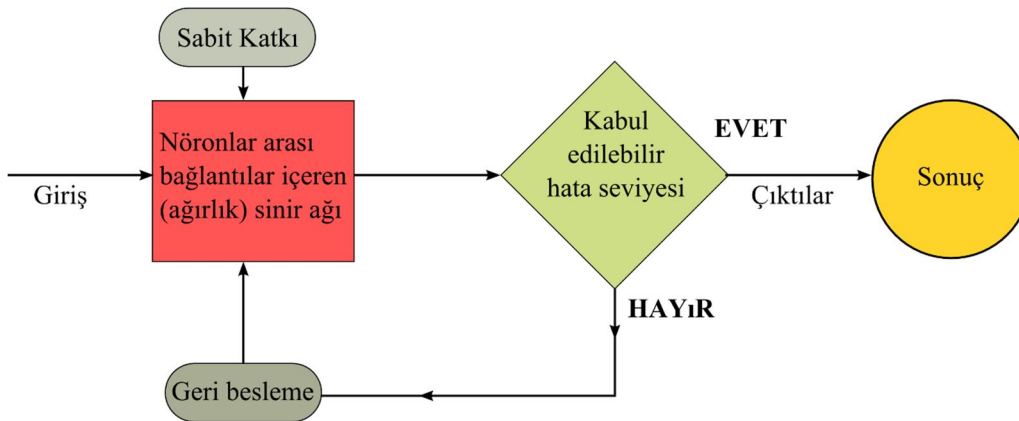 Sabit Katkı
Giriş
Nöronlar arası
bağlantılar içeren
(ağırlık) sinir ağı
Kabul
edilebilir
hata seviyesi
EVET
Çıktılar
Sonuç
HAYıR
Geri besleme